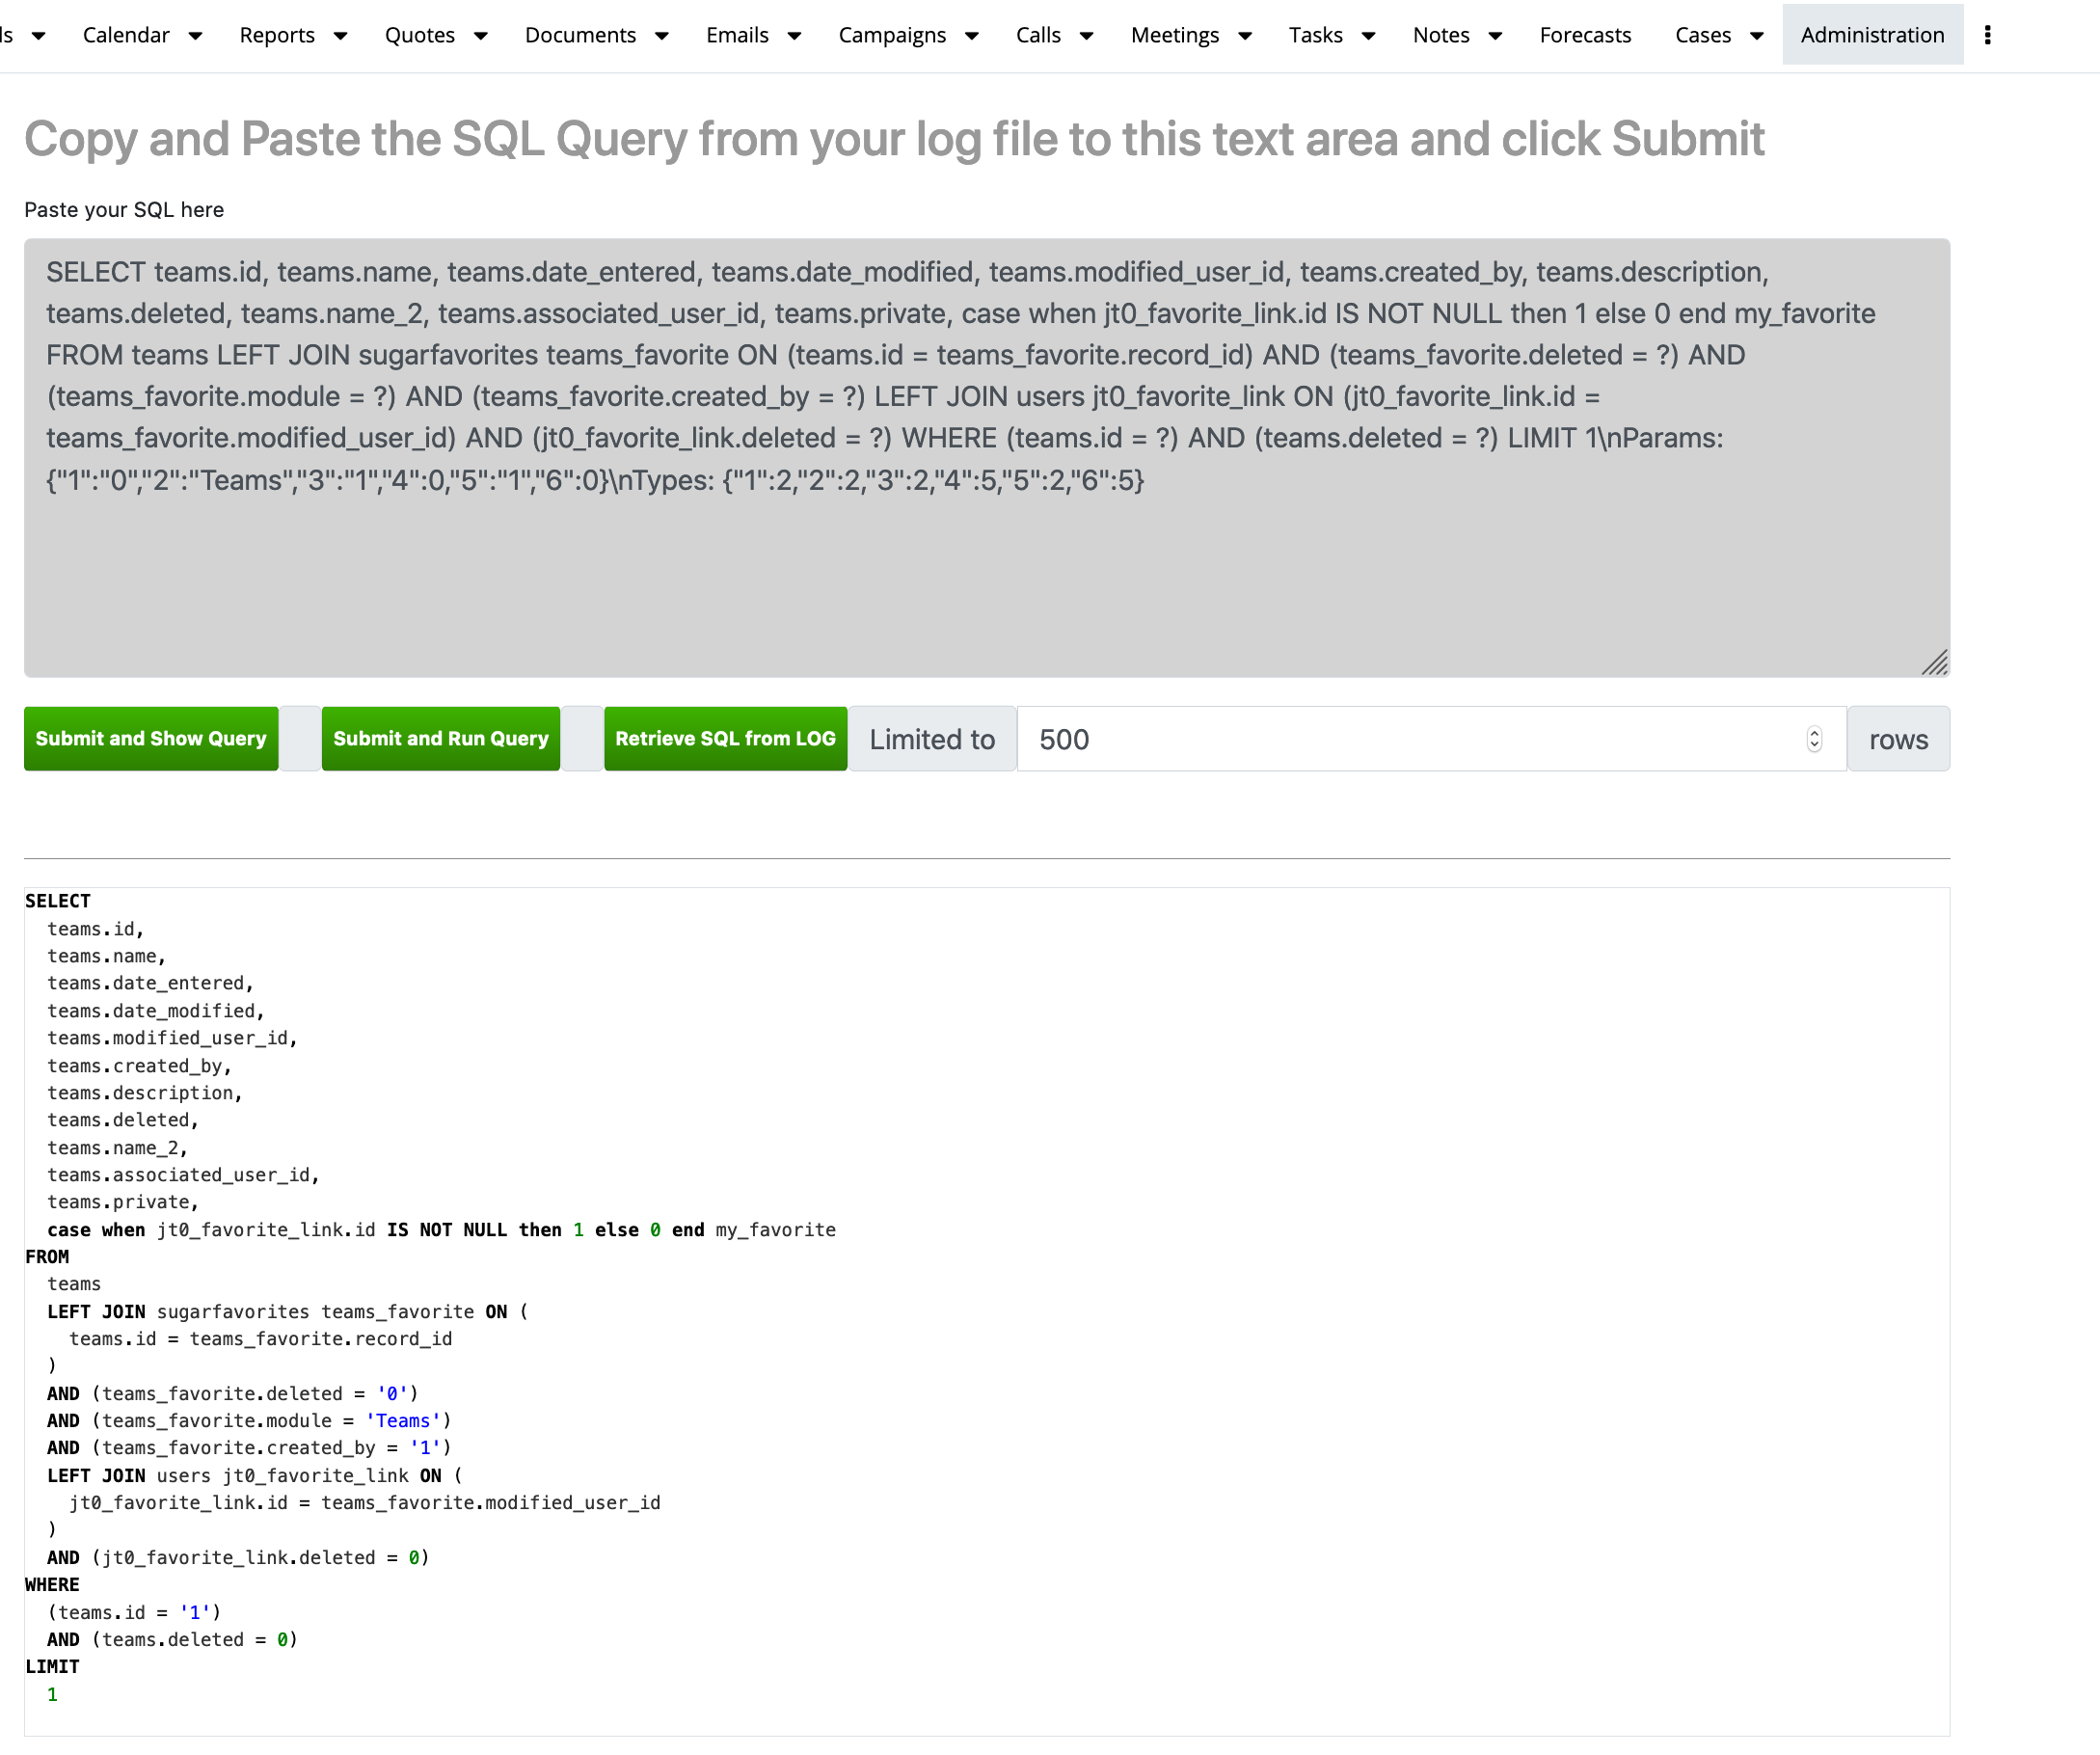 ls Calendar Reports Quotes Documents Emails Campaigns Calls Meetings Tasks Notes Forecasts Cases Administration
Copy and Paste the SQL Query from your log file to this text area and click Submit
Paste your SQL here
SELECT teams.id, teams.name, teams.date_entered, teams.date_modified, teams.modified_user_id, teams.created_by, teams.description,
teams.deleted, teams.name_2, teams.associated_user_id, teams.private, case when jt0_favorite_link.id IS NOT NULL then 1 else 0 end my_favorite
FROM teams LEFT JOIN sugarfavorites teams_favorite ON (teams.id = teams_favorite.record_id) AND (teams_favorite.deleted = ?) AND
(teams_favorite.module = ?) AND (teams_favorite.created_by = ?) LEFT JOIN users jt0_favorite_link ON (jt0_favorite_link.id =
teams_favorite.modified_user_id) AND (jt0_favorite_link.deleted = ?) WHERE (teams.id = ?) AND (teams.deleted = ?) LIMIT 1\nParams:
{"1":"0","2":"Teams","3":"1","4":0,"5":"1","6":0}\nTypes: {"1":2,"2":2,"3":2,"4":5,"5":2,"6":5}
Submit and Show Query Submit and Run Query Retrieve SQL from LOG Limited to 500 rows
SELECT
teams.id,
teams.name,
teams.date_entered,
teams.date_modified,
teams.modified_user_id,
teams.created_by,
teams.description,
teams.deleted,
teams.name_2,
teams.associated_user_id,
teams.private,
case when jt0_favorite_link.id IS NOT NULL then 1 else 0 end my_favorite
FROM
teams
LEFT JOIN sugarfavorites teams_favorite ON (
teams.id = teams_favorite.record_id
)
AND (teams_favorite.deleted = '0')
AND (teams_favorite.module = 'Teams')
AND (teams_favorite.created_by = '1')
LEFT JOIN users jt0_favorite_link ON (
jt0_favorite_link.id = teams_favorite.modified_user_id
)
AND (jt0_favorite_link.deleted = 0)
WHERE
(teams.id = '1')
AND (teams.deleted = 0)
LIMIT
1